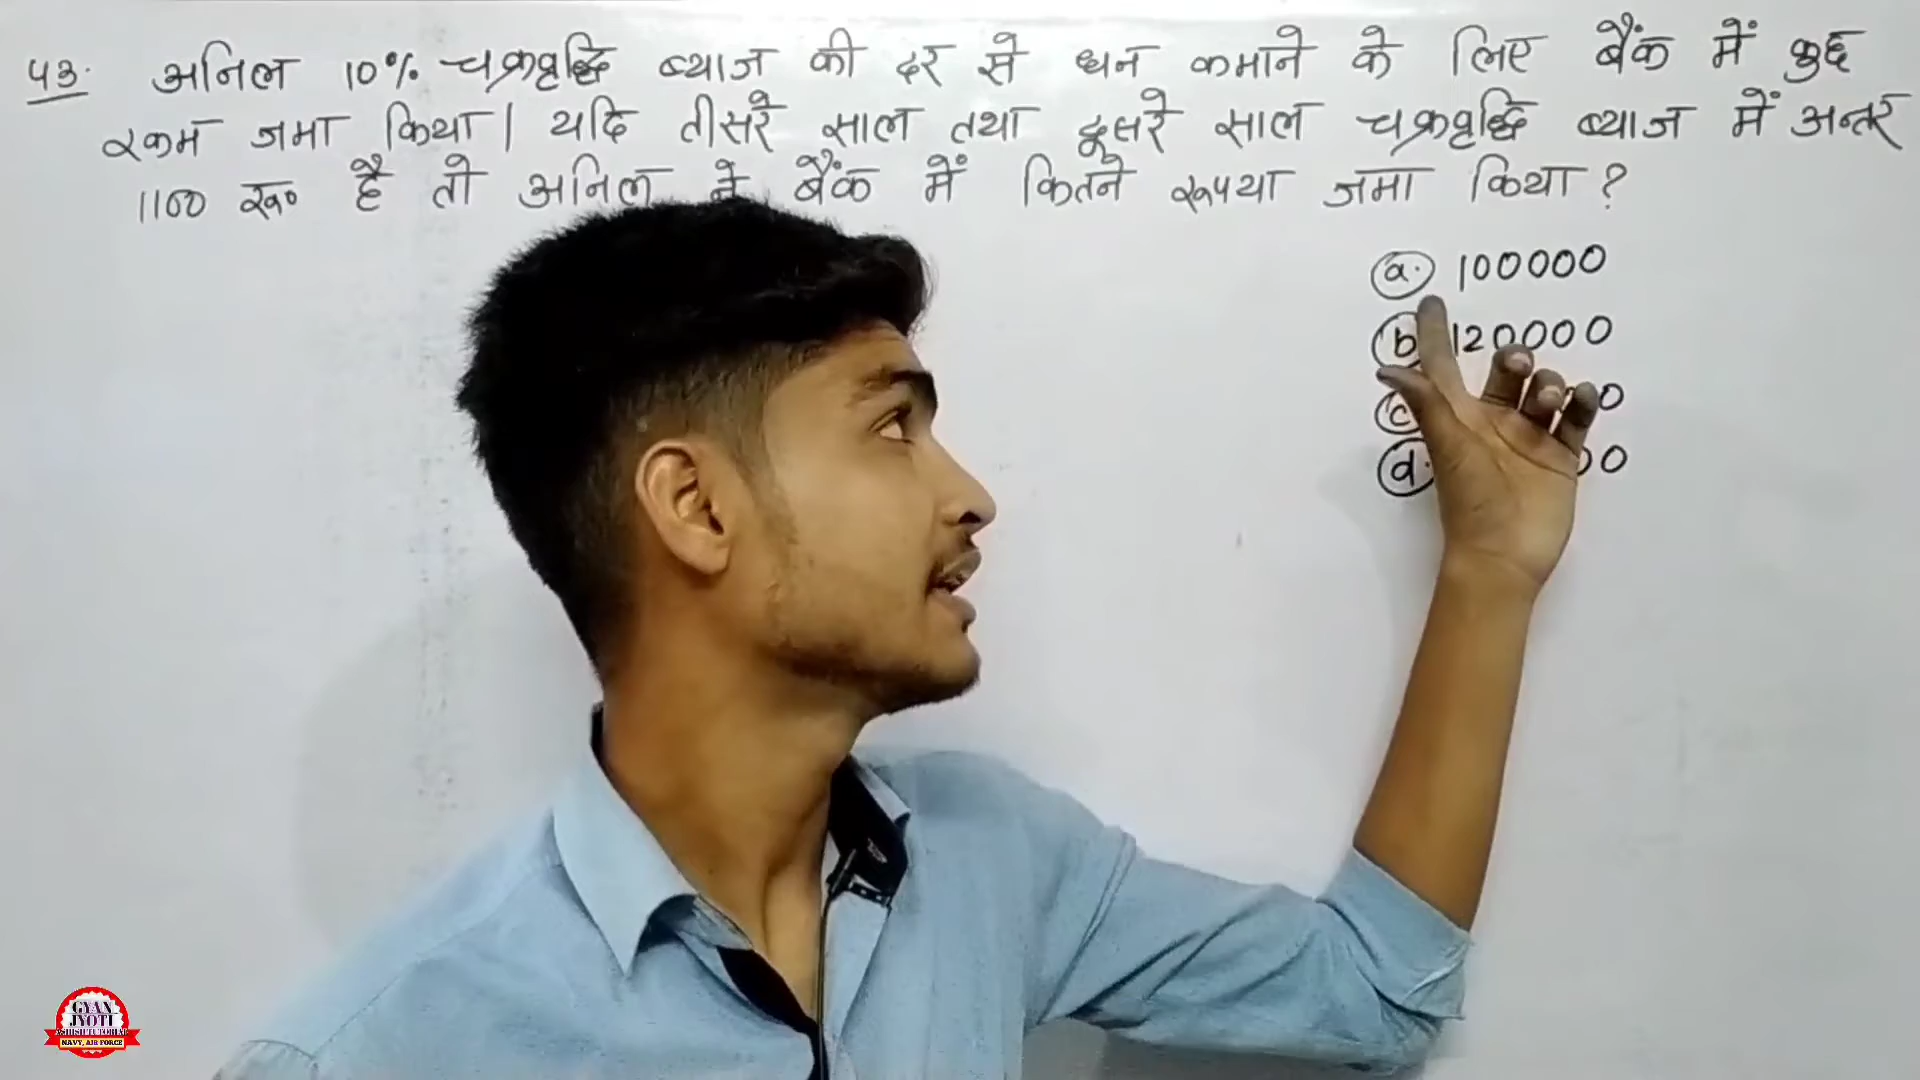 43. अनिल 10% चक्रवृद्धि ब्याज की दर से धन कमाने के लिए बैंक में कुछ
रकम जमा किया। यदि तीसरे साल तथा दूसरे साल चक्रवृद्धि ब्याज में अन्तर
1100 रू० है तो अनिल ने बैंक में कितने रूपया जमा किया?
a. 100000
b 120000
c
d.
GYAN
JYOTI
NAVY, AIR FORCE